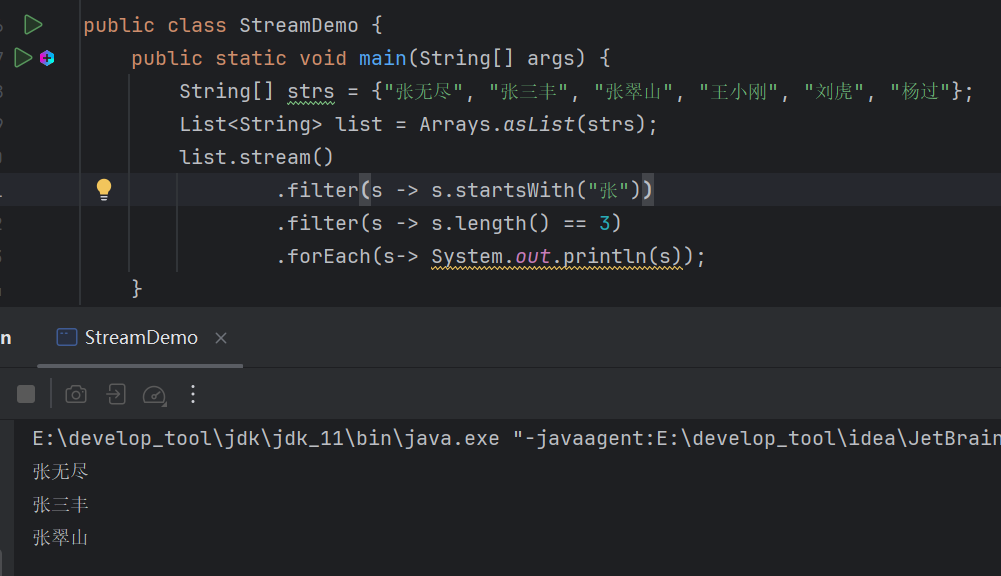 public class StreamDemo {
public static void main(String[] args) {
String[] strs = {"张无尽", "张三丰", "张翠山", "王小刚", "刘虎", "杨过"};
List<String> list = Arrays.asList(strs);
list.stream()
.filter(s -> s.startsWith("张"))
.filter(s -> s.length() == 3)
.forEach(s-> System.out.println(s));
}
n
StreamDemo
E:\develop_tool\jdk\jdk_11\bin\java.exe "-javaagent:E:\develop_tool\idea\JetBrain
张无尽
张三丰
张翠山